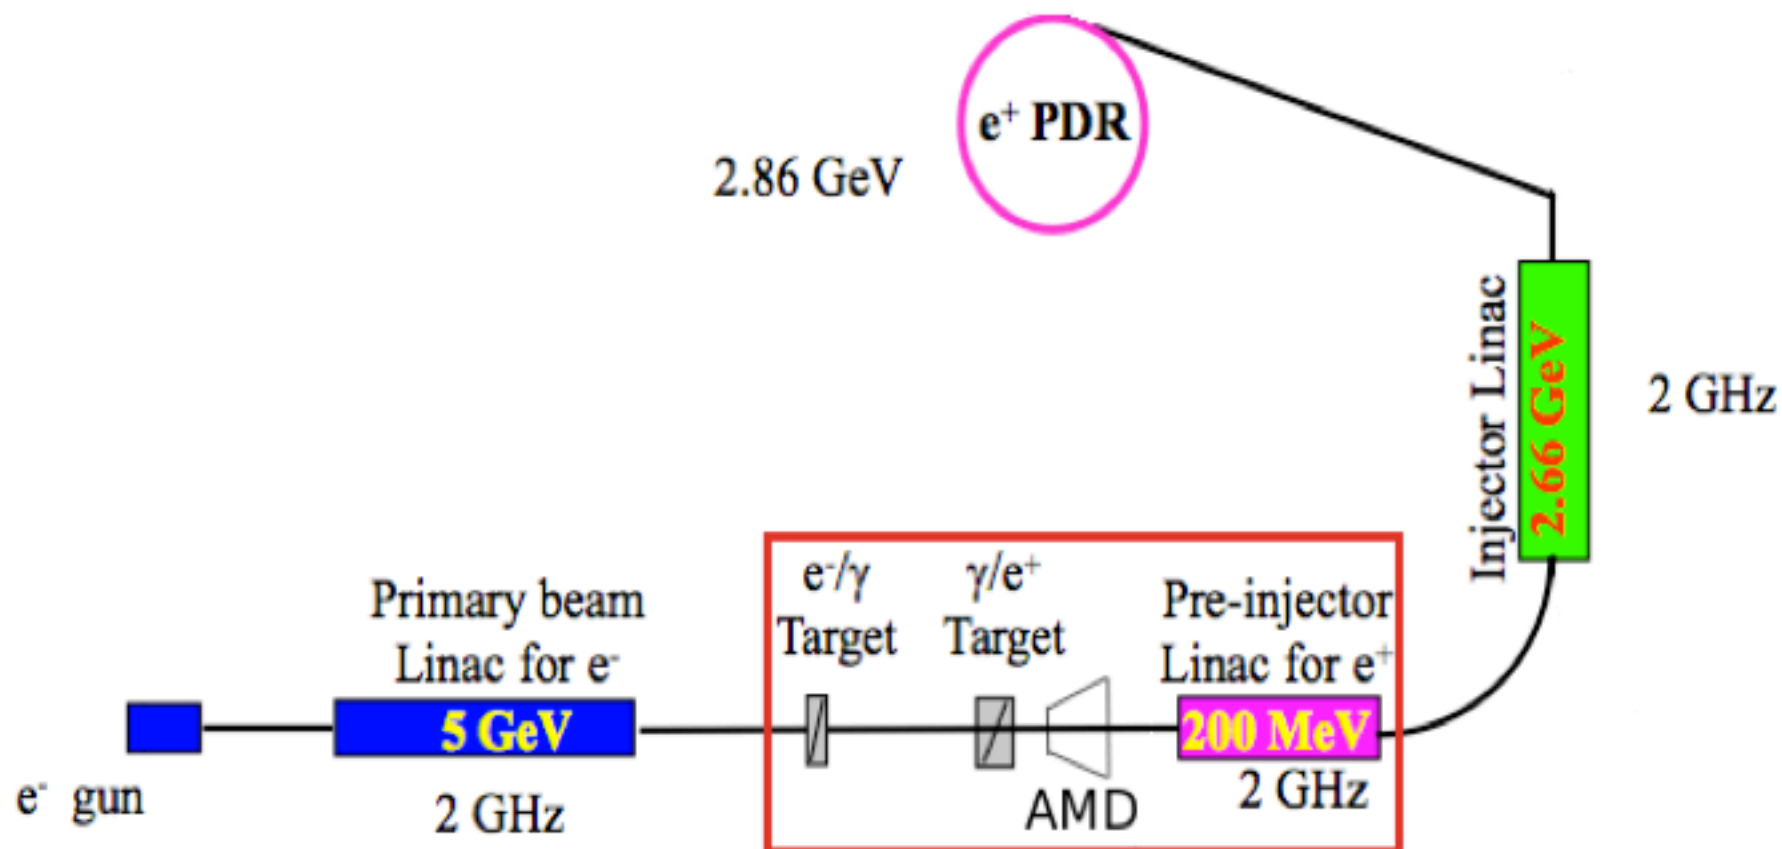 e⁺ PDR
2.86 GeV
Injector Linac
2.66 GeV
2 GHz
e⁻/γ
Target
γ/e⁺
Target
Pre-injector
Linac for e⁺
Primary beam
Linac for e⁻
5 GeV
200 MeV
2 GHz
AMD
e⁻ gun
2 GHz